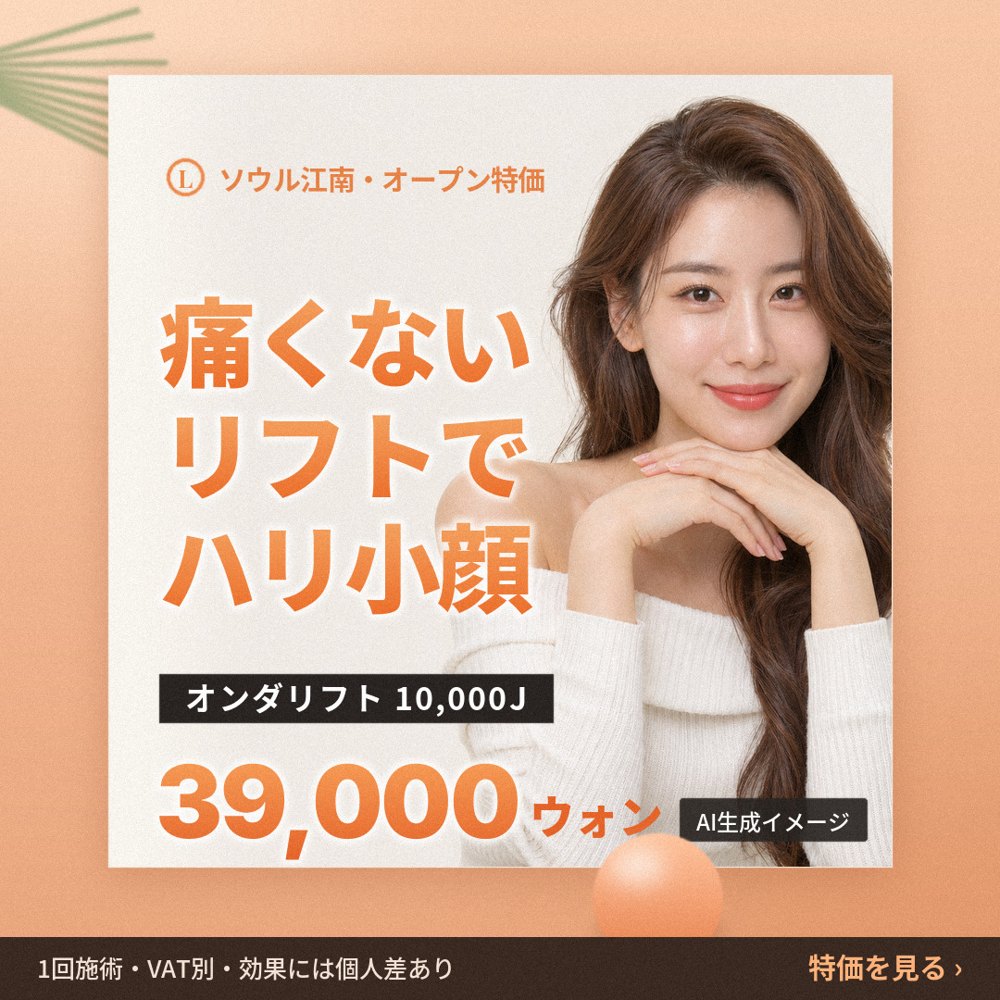 L ソウル江南・オープン特価
痛くない
リフトで
ハリ小顔
オンダリフト 10,000J
39,000 ウォン
AI生成イメージ
1回施術・VAT別・効果には個人差あり
特価を見る ›